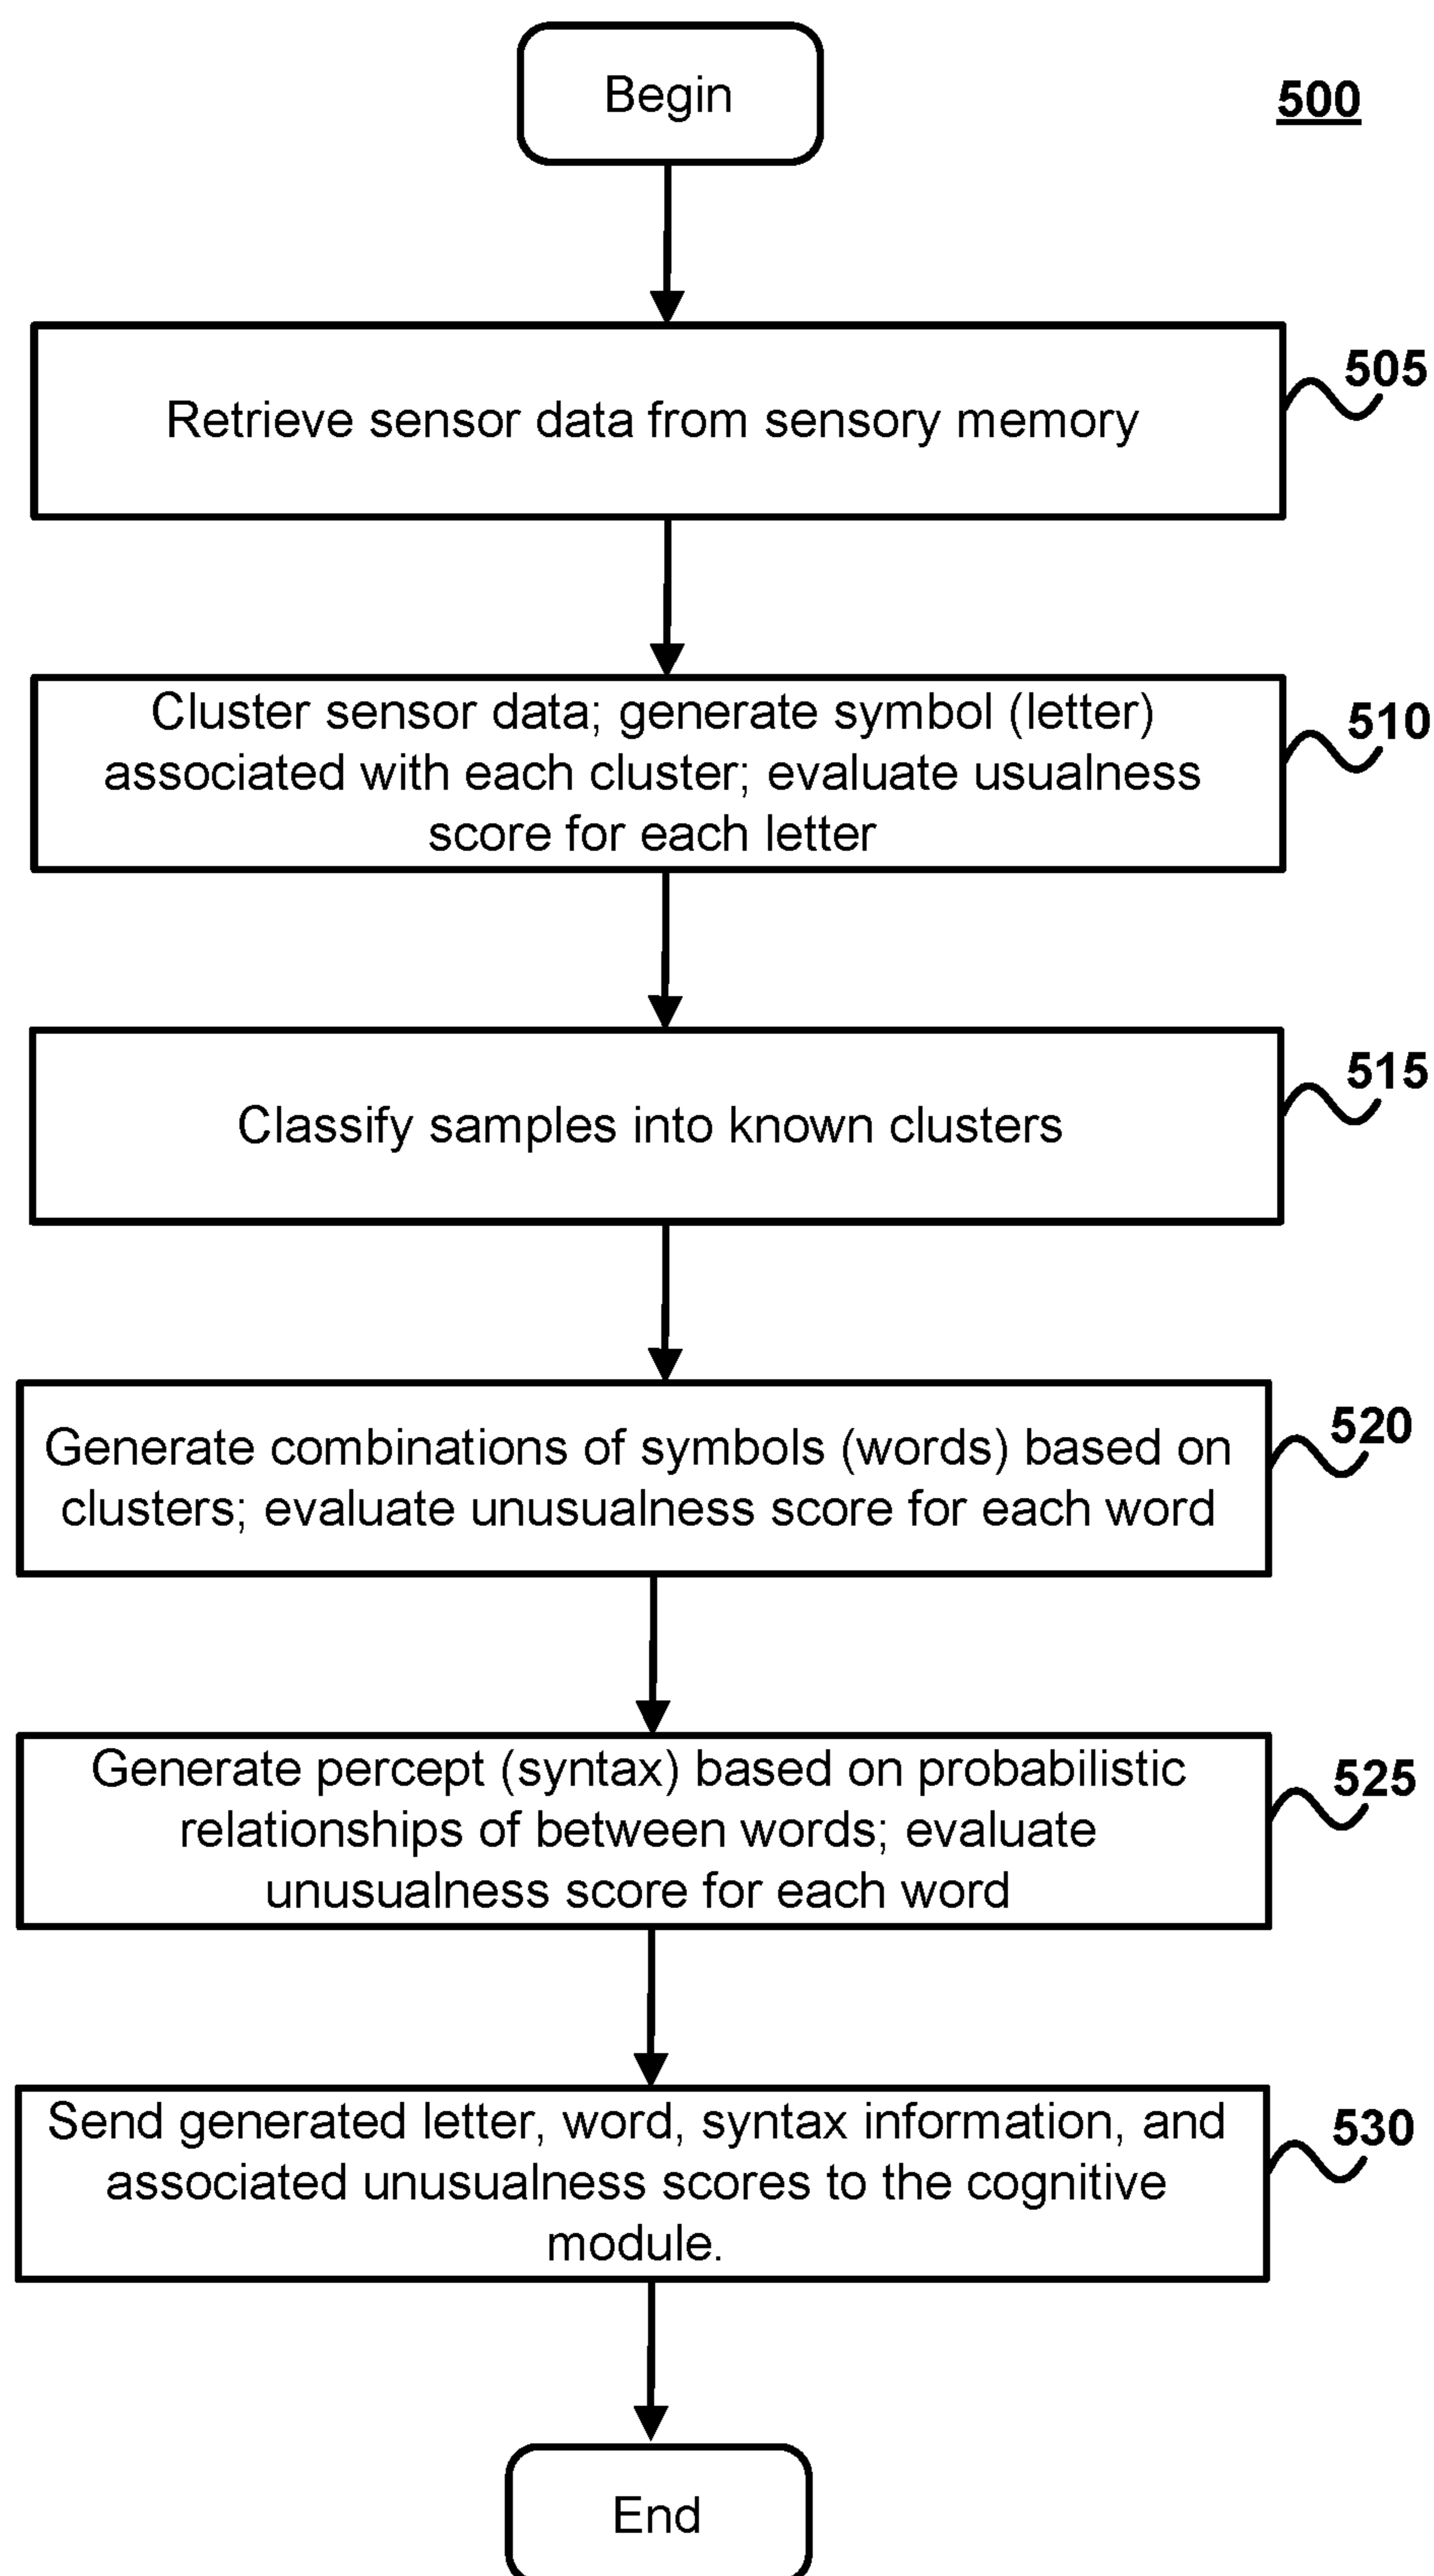 Begin
500
Retrieve sensor data from sensory memory
505
Cluster sensor data; generate symbol (letter)
associated with each cluster; evaluate usualness
score for each letter
510
Classify samples into known clusters
515
Generate combinations of symbols (words) based on
clusters; evaluate unusualness score for each word
520
Generate percept (syntax) based on probabilistic
relationships of between words; evaluate
unusualness score for each word
525
Send generated letter, word, syntax information, and
associated unusualness scores to the cognitive
module.
530
End